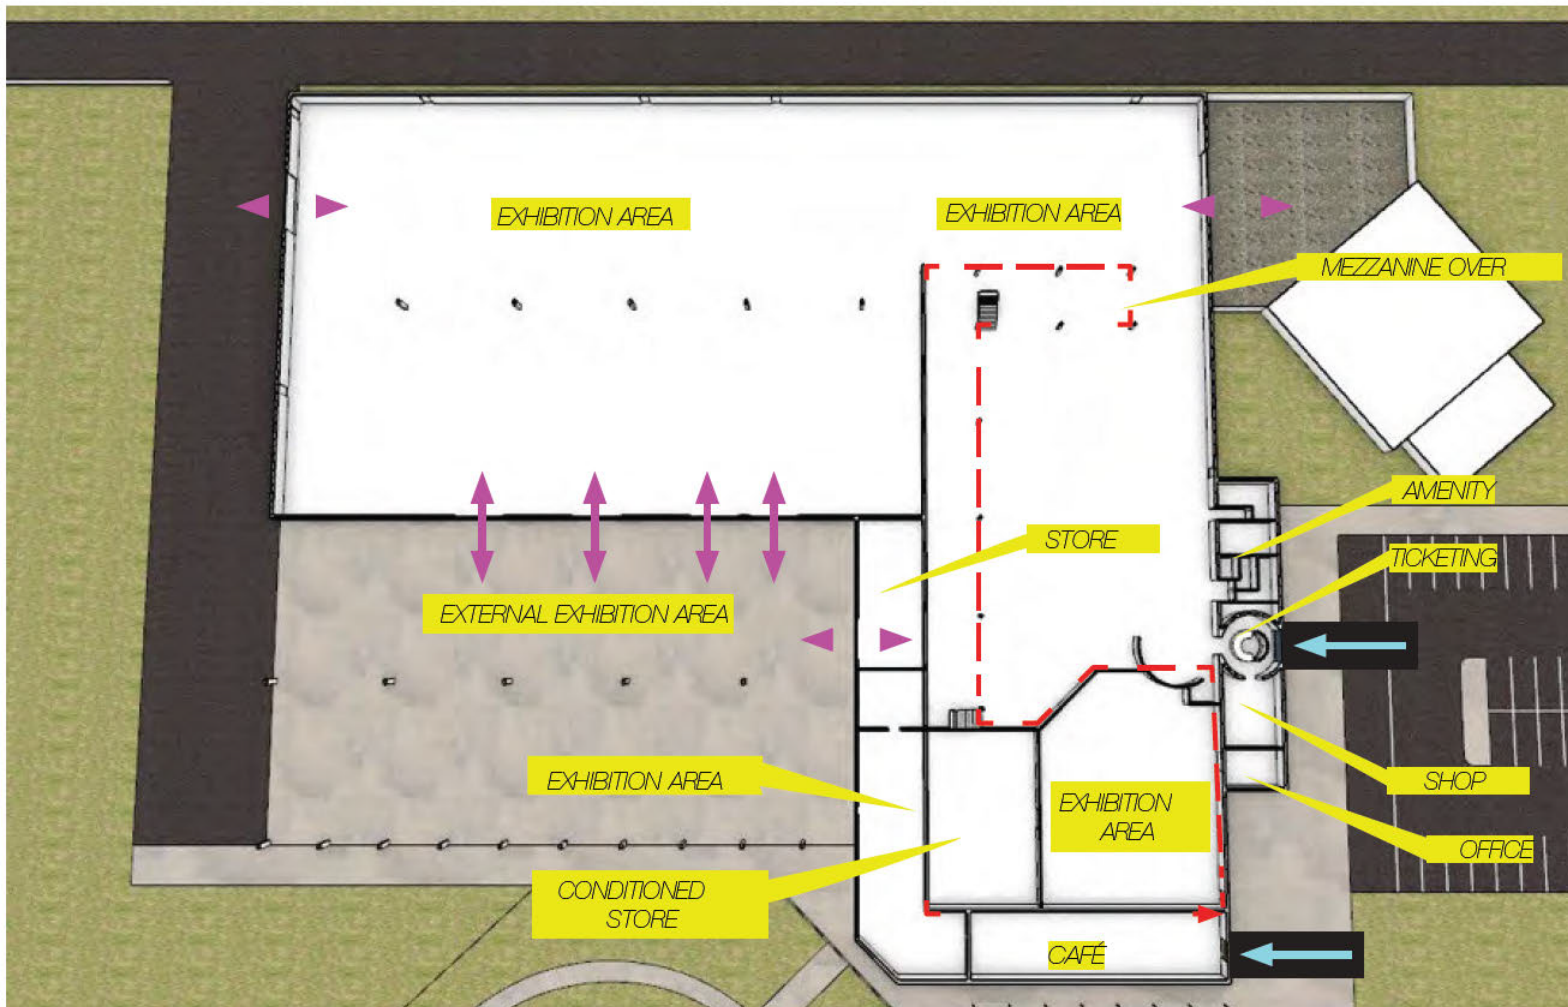 EXHIBITION AREA
EXHIBITION AREA
MEZZANINE OVER
AMENITY
STORE
TICKETING
EXTERNAL EXHIBITION AREA
EXHIBITION AREA
SHOP
EXHIBITION
AREA
OFFICE
CONDITIONED
STORE
CAFÉ